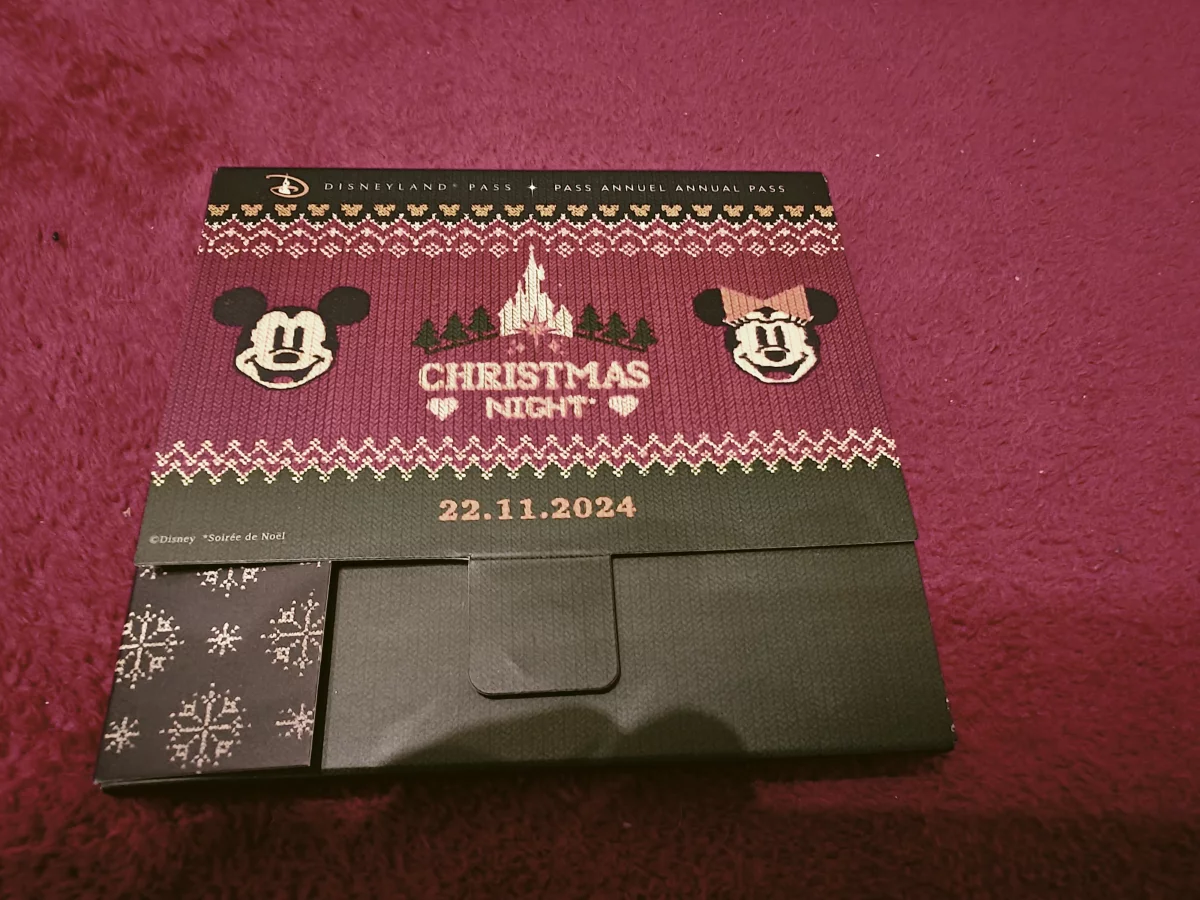 DISNEYLAND® PASS ✦ PASS ANNUEL ANNUAL PASS
CHRISTMAS
NIGHT*
22.11.2024
©Disney *Soirée de Noël